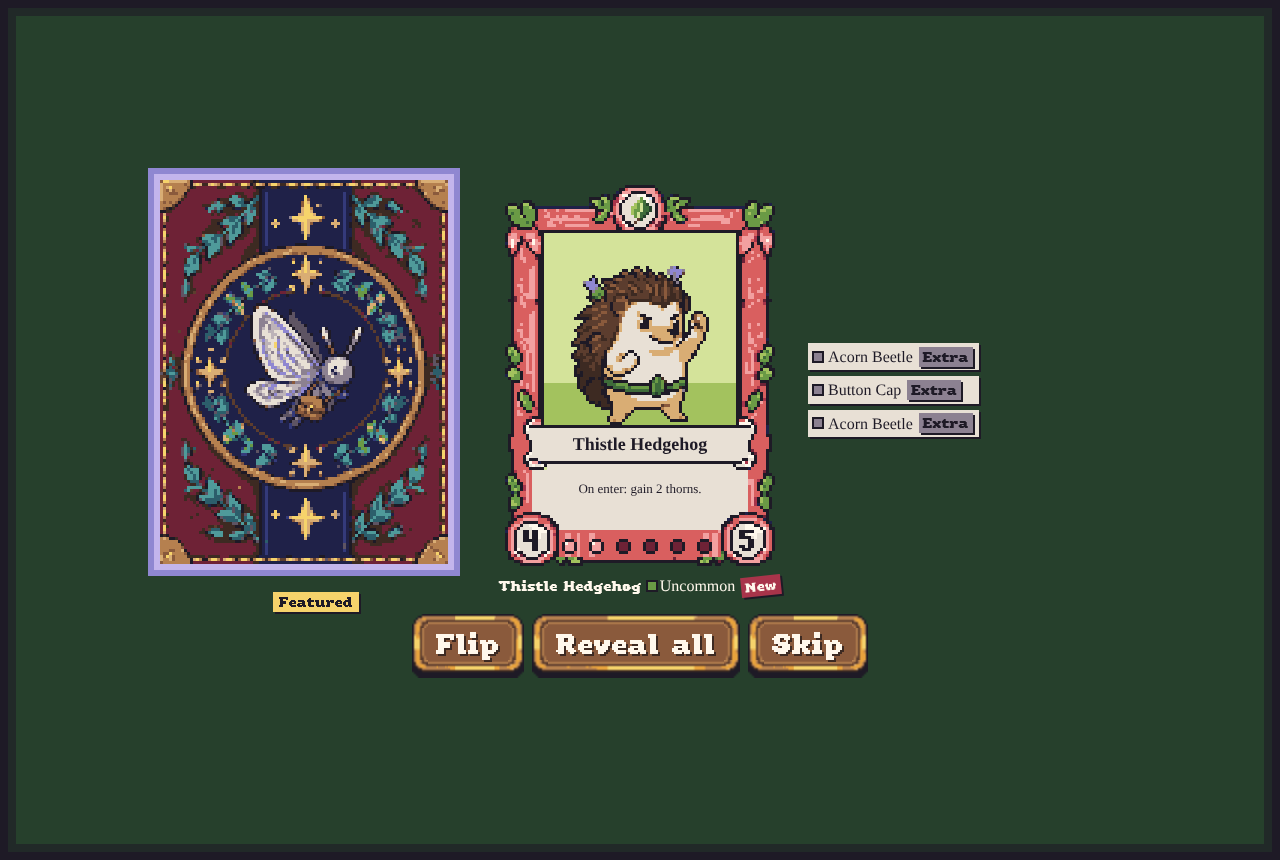 Thistle Hedgehog
On enter: gain 2 thorns.
4 5
Thistle Hedgehog Uncommon New
Acorn Beetle Extra
Button Cap Extra
Acorn Beetle Extra
Featured
Flip Reveal all Skip